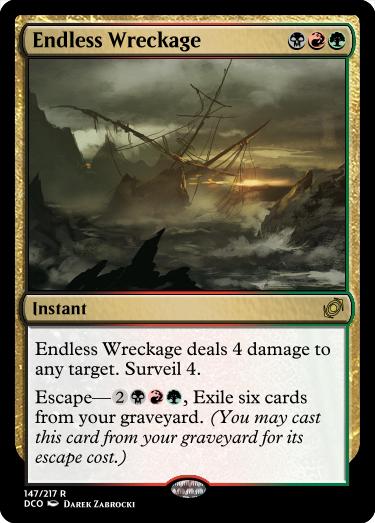 Endless Wreckage
Instant
Endless Wreckage deals 4 damage to
any target. Surveil 4.
Escape—2, Exile six cards
from your graveyard. (You may cast
this card from your graveyard for its
escape cost.)
147/217 R
DCO DAREK ZABROCKI